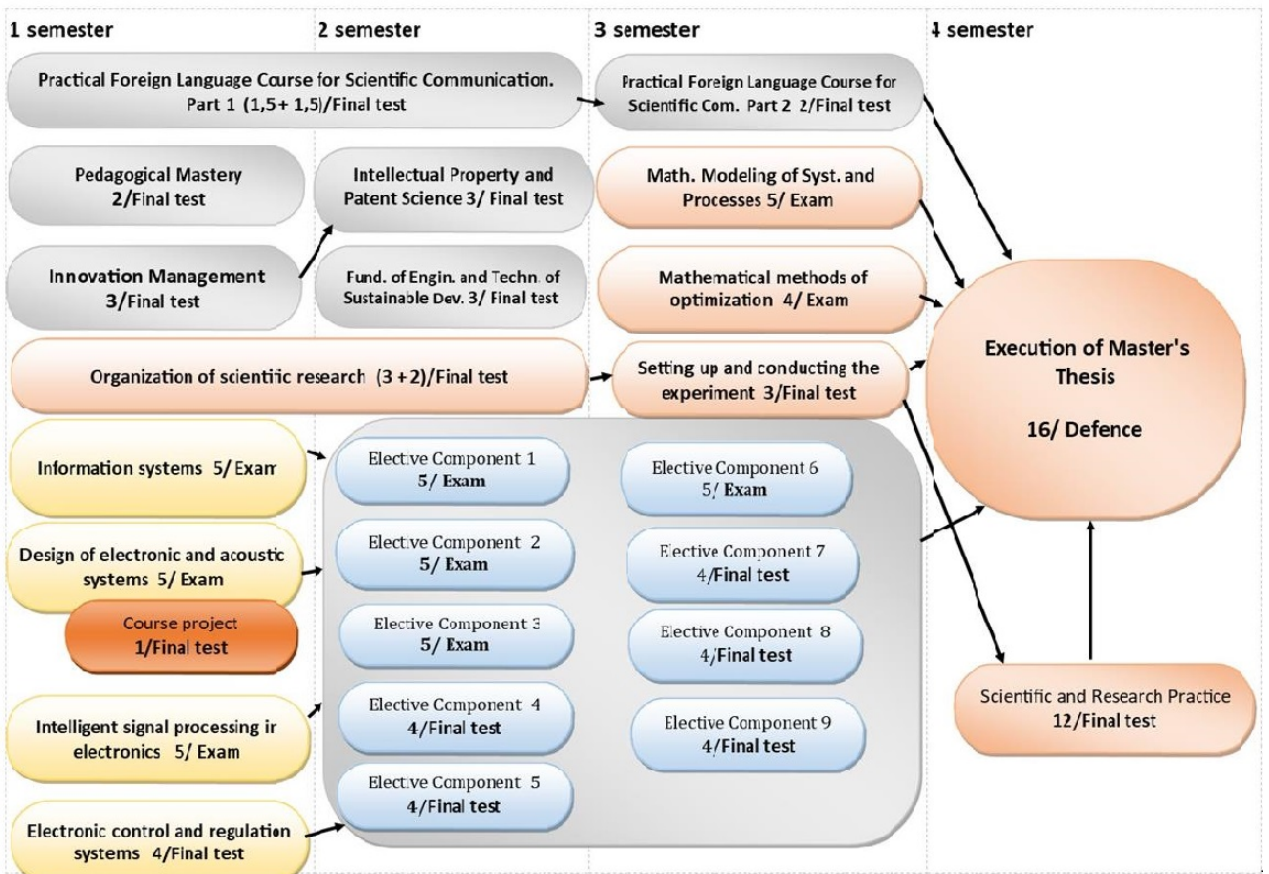 1 semester
2 semester
3 semester
4 semester
Practical Foreign Language Course for Scientific Communication.
Part 1 (1,5+ 1,5)/Final test
Practical Foreign Language Course for
Scientific Com. Part 2 2/Final test
Pedagogical Mastery
2/Final test
Intellectual Property and
Patent Science 3/ Final test
Math. Modeling of Syst. and
Processes 5/ Exam
Innovation Management
3/Final test
Fund. of Engin. and Techn. of
Sustainable Dev. 3/ Final test
Mathematical methods of
optimization 4/ Exam
Execution of Master's
Thesis
16/ Defence
Organization of scientific research (3 +2)/Final test
Setting up and conducting the
experiment 3/Final test
Information systems 5/Exam
Design of electronic and acoustic
systems 5/ Exam
Course project
1/Final test
Intelligent signal processing in
electronics 5/ Exam
Electronic control and regulation
systems 4/Final test
Elective Component 1
5/ Exam
Elective Component 2
5/ Exam
Elective Component 3
5/ Exam
Elective Component 4
4/Final test
Elective Component 5
4/Final test
Elective Component 6
5/ Exam
Elective Component 7
4/Final test
Elective Component 8
4/Final test
Elective Component 9
4/Final test
Scientific and Research Practice
12/Final test